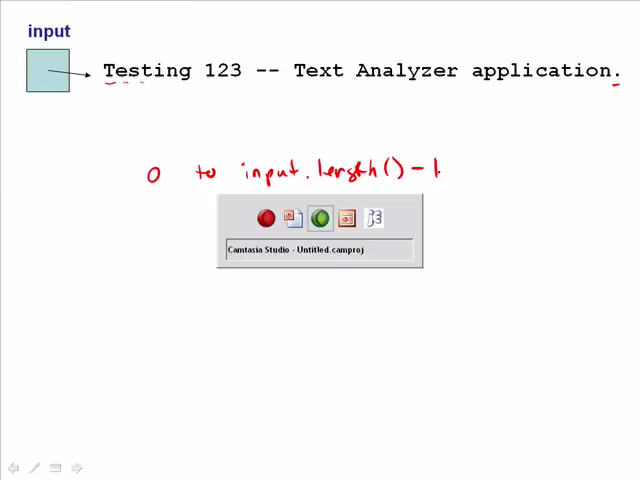 input
Testing 123 -- Text Analyzer application.
0 to input.length() - 1
Camtasia Studio - Untitled.camproj